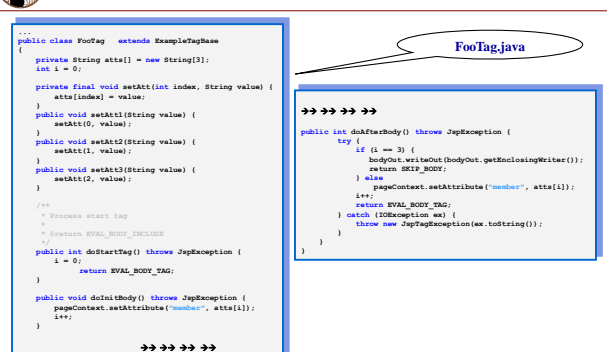 ...
public class FooTag extends ExampleTagBase
{
private String atts[] = new String[3];
int i = 0;
private final void setAtt(int index, String value) {
atts[index] = value;
}
public void setAtt1(String value) {
setAtt(0, value);
}
public void setAtt2(String value) {
setAtt(1, value);
}
public void setAtt3(String value) {
setAtt(2, value);
}
/**
* Process start tag
*
* @return EVAL_BODY_INCLUDE
*/
public int doStartTag() throws JspException {
i = 0;
return EVAL_BODY_TAG;
}
public void doInitBody() throws JspException {
pageContext.setAttribute("member", atts[i]);
i++;
}
→→ →→ →→ →→
FooTag.java
→→ →→ →→ →→
public int doAfterBody() throws JspException {
try {
if (i == 3) {
bodyOut.writeOut(bodyOut.getEnclosingWriter());
return SKIP_BODY;
} else
pageContext.setAttribute("member", atts[i]);
i++;
return EVAL_BODY_TAG;
} catch (IOException ex) {
throw new JspTagException(ex.toString());
}
}
}